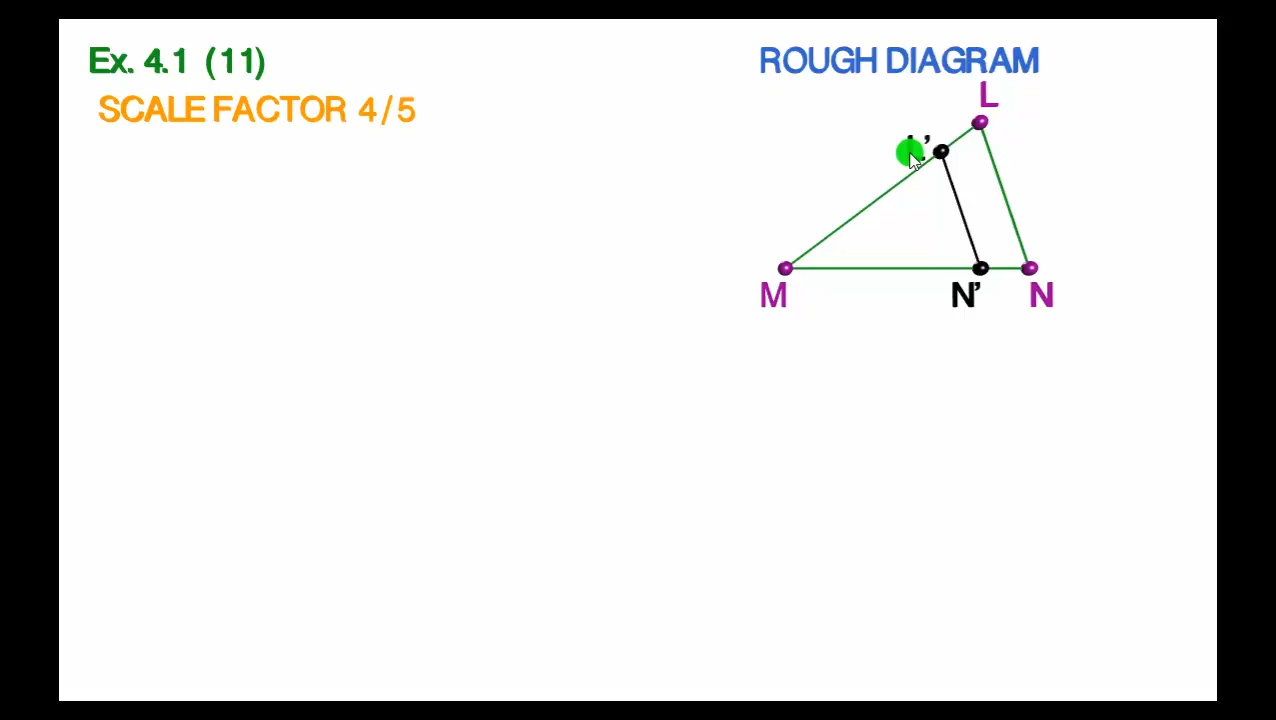 Ex. 4.1 (11)
SCALE FACTOR 4/5
ROUGH DIAGRAM
L
M
N'
N